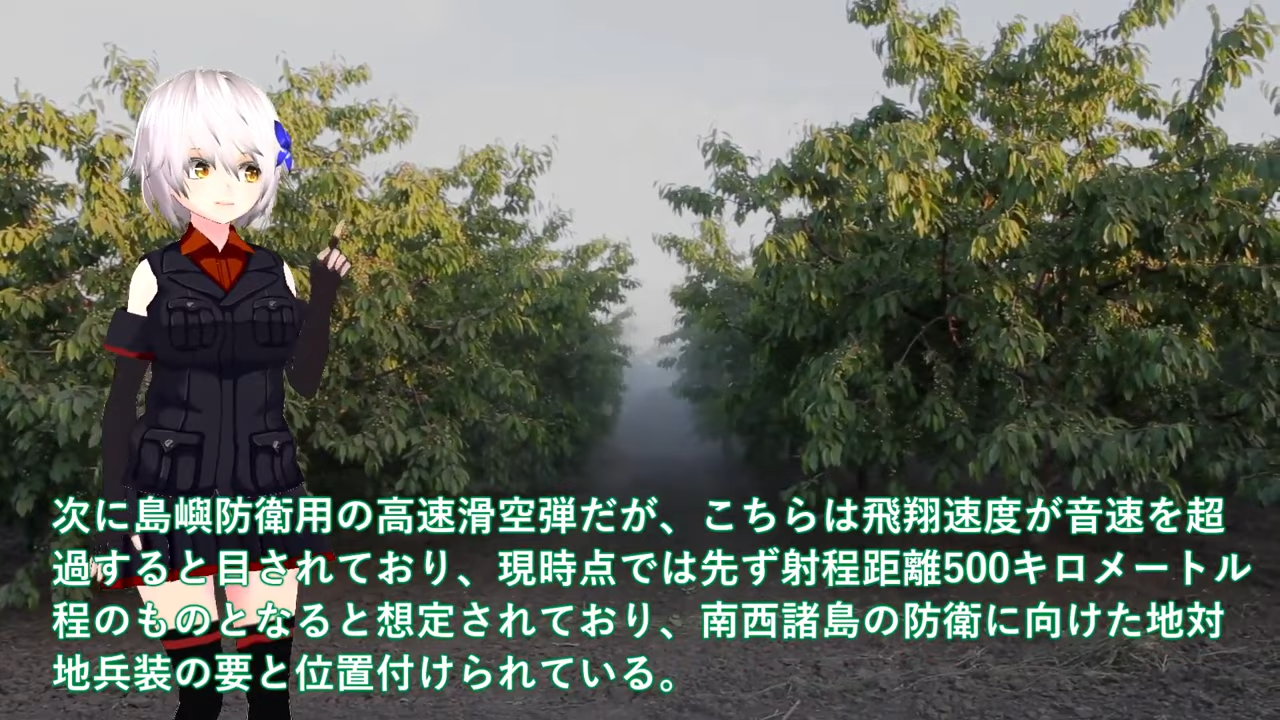 次に島嶼防衛用の高速滑空弾だが、こちらは飛翔速度が音速を超
過すると目されており、現時点では先ず射程距離500キロメートル
程のものとなると想定されており、南西諸島の防衛に向けた地対
地兵装の要と位置付けられている。